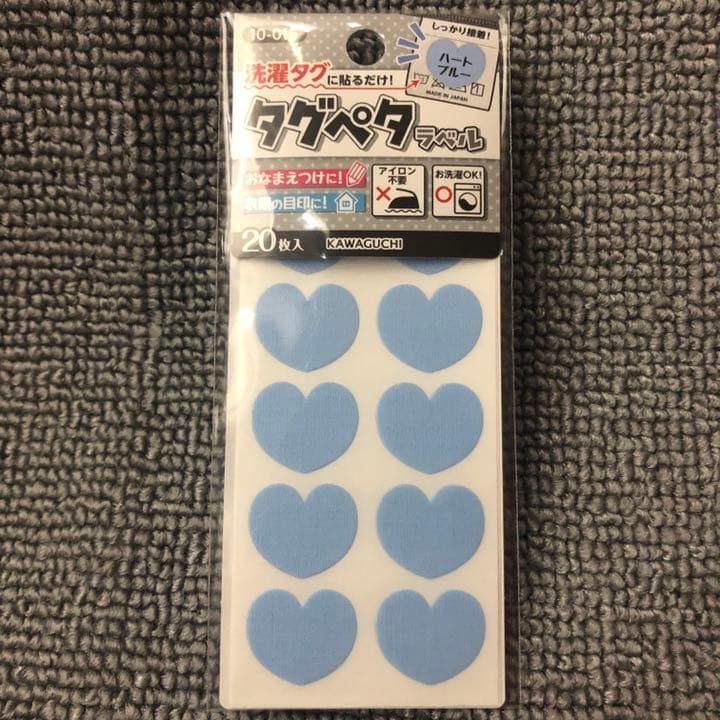 しっかり接着!
ハート
ブルー
MADE IN JAPAN
洗濯タグに貼るだけ!
タグペタラベル
おなまえつけに!
の目印に!
アイロン
不要
お洗濯OK!
20枚入
KAWAGUCHI